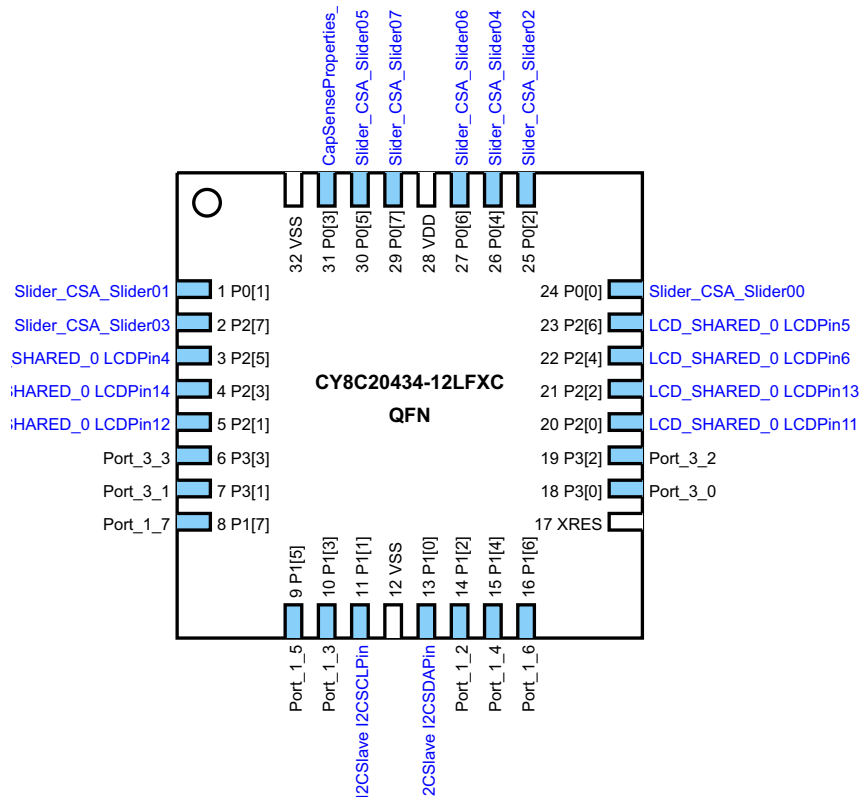 CapSenseProperties_
Slider_CSA_Slider05
Slider_CSA_Slider07
Slider_CSA_Slider06
Slider_CSA_Slider04
Slider_CSA_Slider02
32 VSS
31 P0[3]
30 P0[5]
29 P0[7]
28 VDD
27 P0[6]
26 P0[4]
25 P0[2]
Slider_CSA_Slider01 1 P0[1]
Slider_CSA_Slider03 2 P2[7]
_SHARED_0 LCDPin4 3 P2[5]
HARED_0 LCDPin14 4 P2[3]
HARED_0 LCDPin12 5 P2[1]
Port_3_3 6 P3[3]
Port_3_1 7 P3[1]
Port_1_7 8 P1[7]
CY8C20434-12LFXC
QFN
24 P0[0] Slider_CSA_Slider00
23 P2[6] LCD_SHARED_0 LCDPin5
22 P2[4] LCD_SHARED_0 LCDPin6
21 P2[2] LCD_SHARED_0 LCDPin13
20 P2[0] LCD_SHARED_0 LCDPin11
19 P3[2] Port_3_2
18 P3[0] Port_3_0
17 XRES
9 P1[5]
10 P1[3]
11 P1[1]
12 VSS
13 P1[0]
14 P1[2]
15 P1[4]
16 P1[6]
Port_1_5
Port_1_3
I2CSlave I2CSCLPin
2CSlave I2CSDAPin
Port_1_2
Port_1_4
Port_1_6